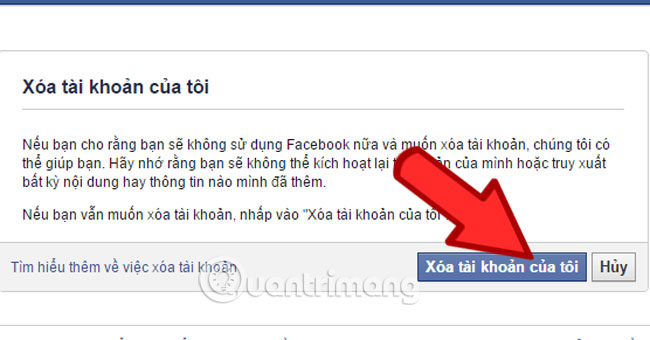 Xóa tài khoản của tôi
Nếu bạn cho rằng bạn sẽ không sử dụng Facebook nữa và muốn xóa tài khoản, chúng tôi có
thể giúp bạn. Hãy nhớ rằng bạn sẽ không thể kích hoạt lại của mình hoặc truy xuất
bất kỳ nội dung hay thông tin nào mình đã thêm.
Nếu bạn vẫn muốn xóa tài khoản, nhấp vào "Xóa tài khoản của tôi
Tìm hiểu thêm về việc xóa tài khoản
Xóa tài khoản của tôi Hủy
Quantrimang